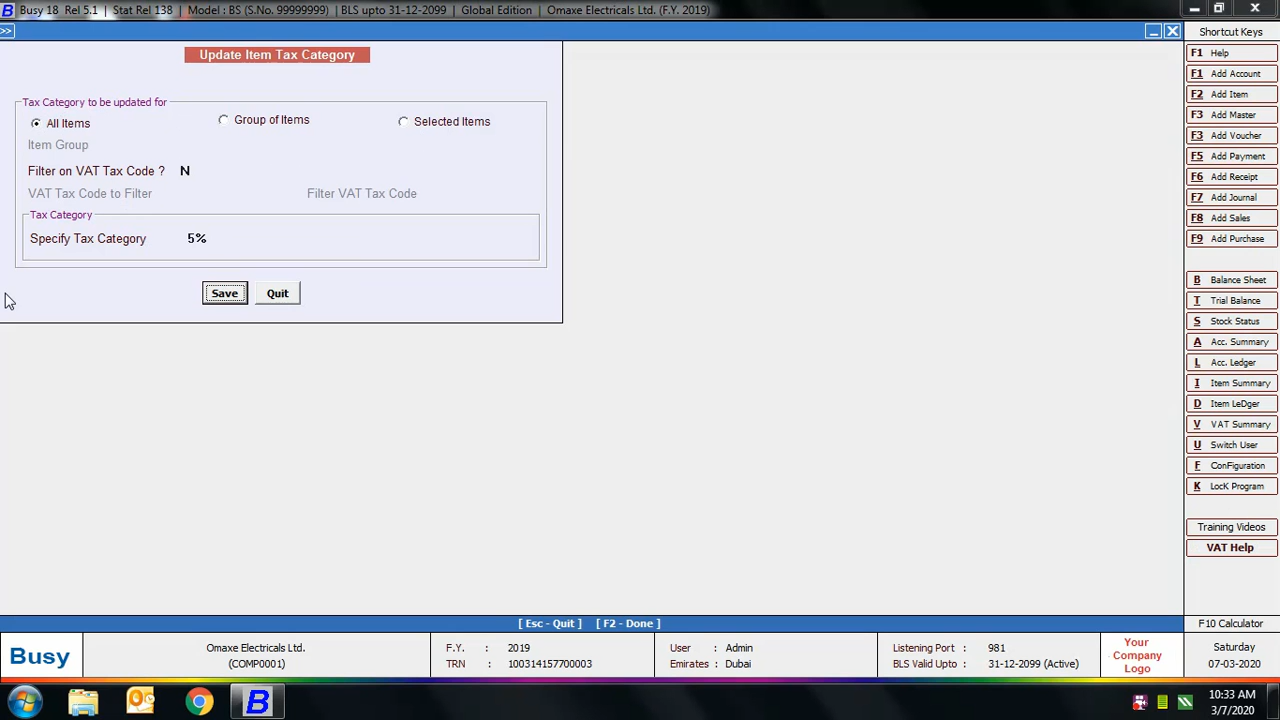 Busy 18 Rel 5.1 | Stat Rel 138 | Model : BS (S.No. 99999999) | BLS upto 31-12-2099 | Global Edition | Omaxe Electricals Ltd. (F.Y. 2019)
>>
Update Item Tax Category
Tax Category to be updated for
All Items
Group of Items
Selected Items
Item Group
Filter on VAT Tax Code ? N
VAT Tax Code to Filter
Filter VAT Tax Code
Tax Category
Specify Tax Category 5%
Save
Quit
Shortcut Keys
F1 Help
F1 Add Account
F2 Add Item
F3 Add Master
F3 Add Voucher
F5 Add Payment
F6 Add Receipt
F7 Add Journal
F8 Add Sales
F9 Add Purchase
B Balance Sheet
T Trial Balance
S Stock Status
A Acc. Summary
L Acc. Ledger
I Item Summary
D Item LeDger
V VAT Summary
U Switch User
F ConFiguration
K LocK Program
Training Videos
VAT Help
[ Esc - Quit ] [ F2 - Done ]
F10 Calculator
Busy
Omaxe Electricals Ltd.
(COMP0001)
F.Y. : 2019
TRN : 100314157700003
User : Admin
Emirates : Dubai
Listening Port : 981
BLS Valid Upto : 31-12-2099 (Active)
Your
Company
Logo
Saturday
07-03-2020
10:33 AM
3/7/2020